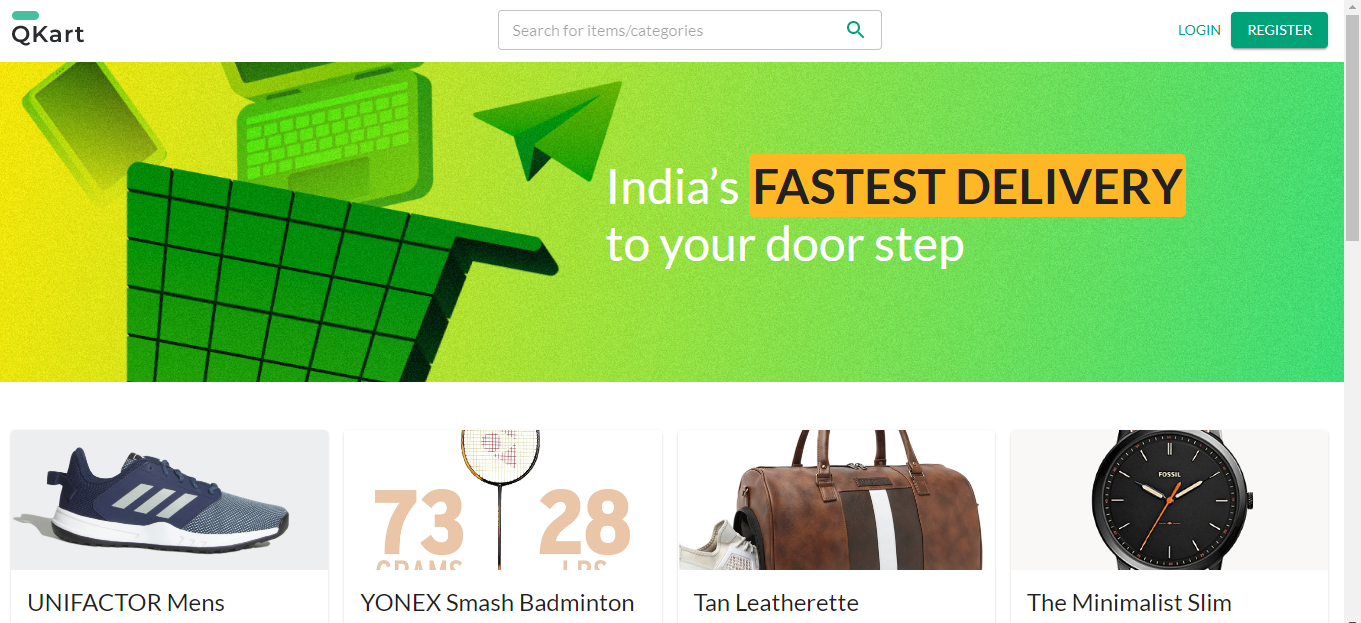 QKart
Search for items/categories
LOGIN
REGISTER
India's FASTEST DELIVERY
to your door step
73 28
GRAMS LBS
FOSSIL
UNIFACTOR Mens
YONEX Smash Badminton
Tan Leatherette
The Minimalist Slim